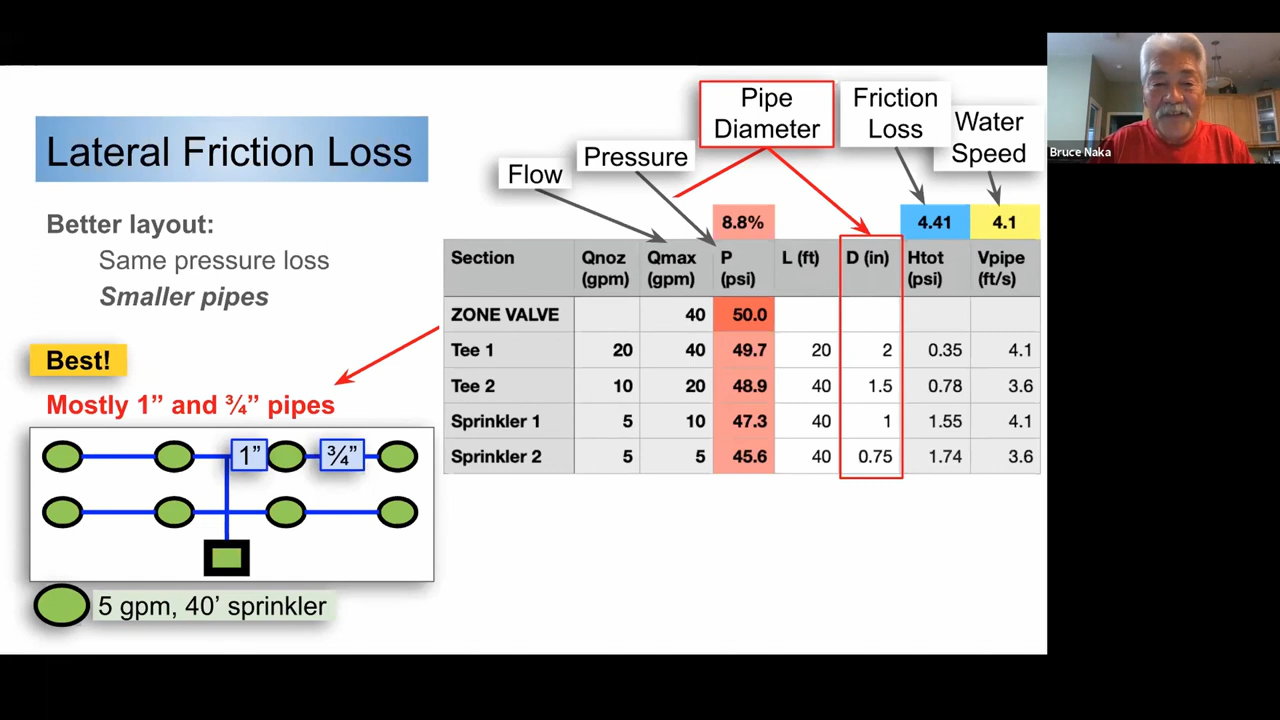 Lateral Friction Loss
Better layout:
Same pressure loss
Smaller pipes
Best!
Mostly 1” and ¾” pipes
1” ¾”
5 gpm, 40’ sprinkler
Flow
Pressure
Pipe
Diameter
Friction
Loss
Water
Speed
8.8% 4.41 4.1
Section Qnoz (gpm) Qmax (gpm) P (psi) L (ft) D (in) Htot (psi) Vpipe (ft/s)
ZONE VALVE 40 50.0
Tee 1 20 40 49.7 20 2 0.35 4.1
Tee 2 10 20 48.9 40 1.5 0.78 3.6
Sprinkler 1 5 10 47.3 40 1 1.55 4.1
Sprinkler 2 5 5 45.6 40 0.75 1.74 3.6
Bruce Naka